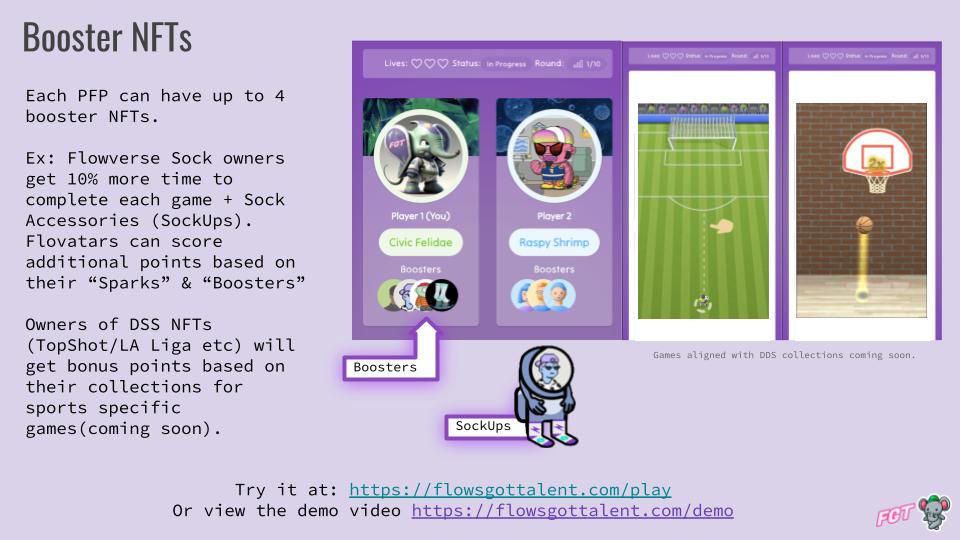 Booster NFTs
Each PFP can have up to 4
booster NFTs.
Ex: Flowverse Sock owners
get 10% more time to
complete each game + Sock
Accessories (SockUps).
Flovatars can score
additional points based on
their “Sparks” & “Boosters”
Owners of DSS NFTs
(TopShot/LA Liga etc) will
get bonus points based on
their collections for
sports specific
games(coming soon).
Lives: Status: In Progress Round: 1/10
FGT
Player 1 (You)
Civic Felidae
Boosters
Player 2
Raspy Shrimp
Boosters
Lives: Status: In Progress Round: 1/10
Lives: Status: In Progress Round: 1/10
2x
Games aligned with DDS collections coming soon.
Boosters
SockUps
Try it at: https://flowsgottalent.com/play
Or view the demo video https://flowsgottalent.com/demo
FGT